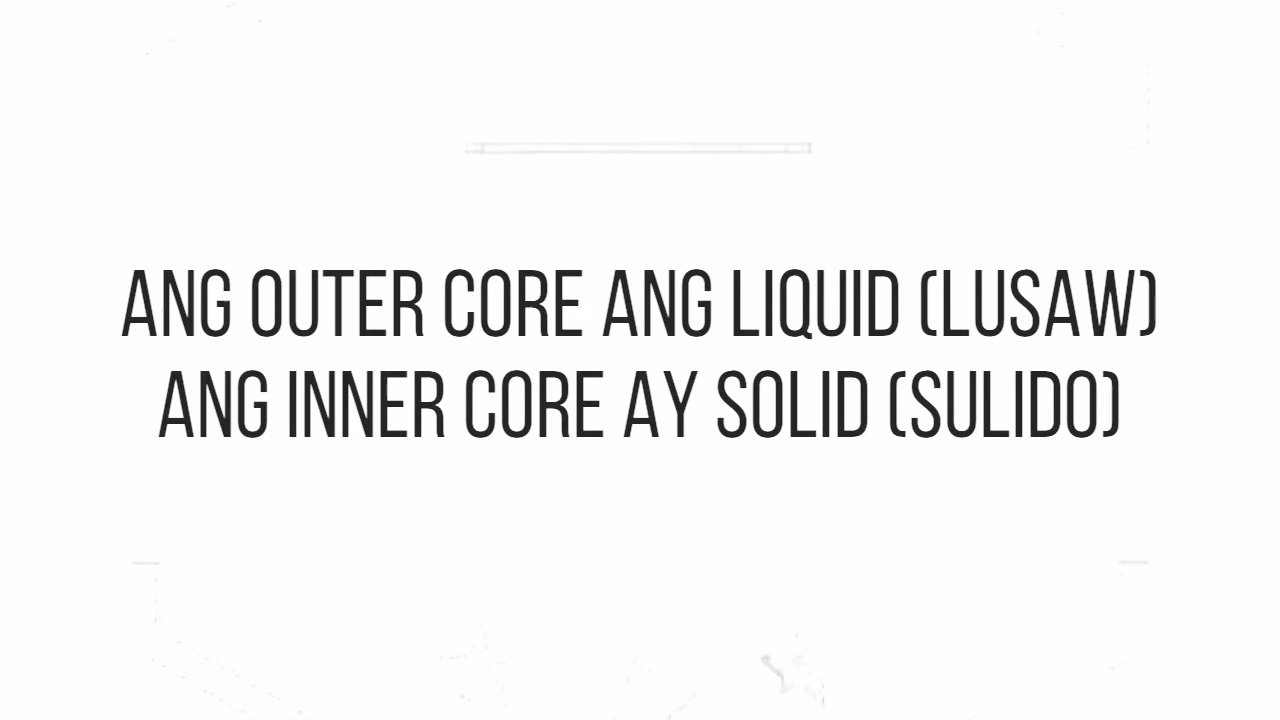 ANG OUTER CORE ANG LIQUID (LUSAW)
ANG INNER CORE AY SOLID (SULIDO)